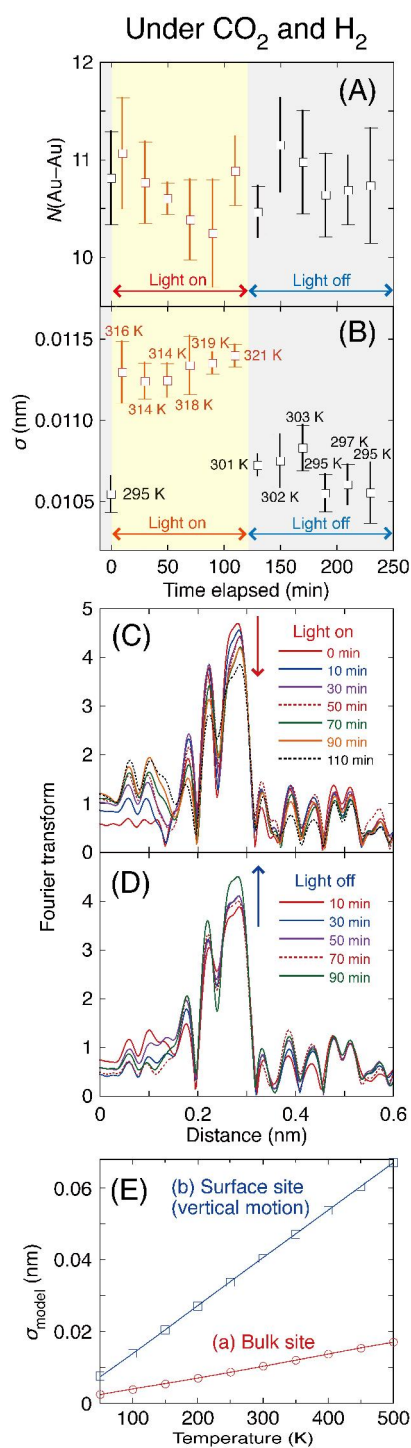 Under CO2 and H2
(A)
N(Au–Au)
12
11
10
Light on
Light off
(B)
σ (nm)
0.0115
0.0110
0.0105
316 K
314 K
314 K
318 K
319 K
321 K
295 K
301 K
302 K
303 K
295 K
297 K
295 K
Light on
Light off
0
50
100
150
200
250
Time elapsed (min)
(C)
Fourier transform
5
4
3
2
1
1
Light on
0 min
10 min
30 min
50 min
70 min
90 min
110 min
(D)
4
3
2
1
0
Light off
10 min
30 min
50 min
70 min
90 min
0
0.2
0.4
0.6
Distance (nm)
(E)
σmodel (nm)
0.06
0.04
0.02
0
(b) Surface site
(vertical motion)
(a) Bulk site
100
200
300
400
500
Temperature (K)